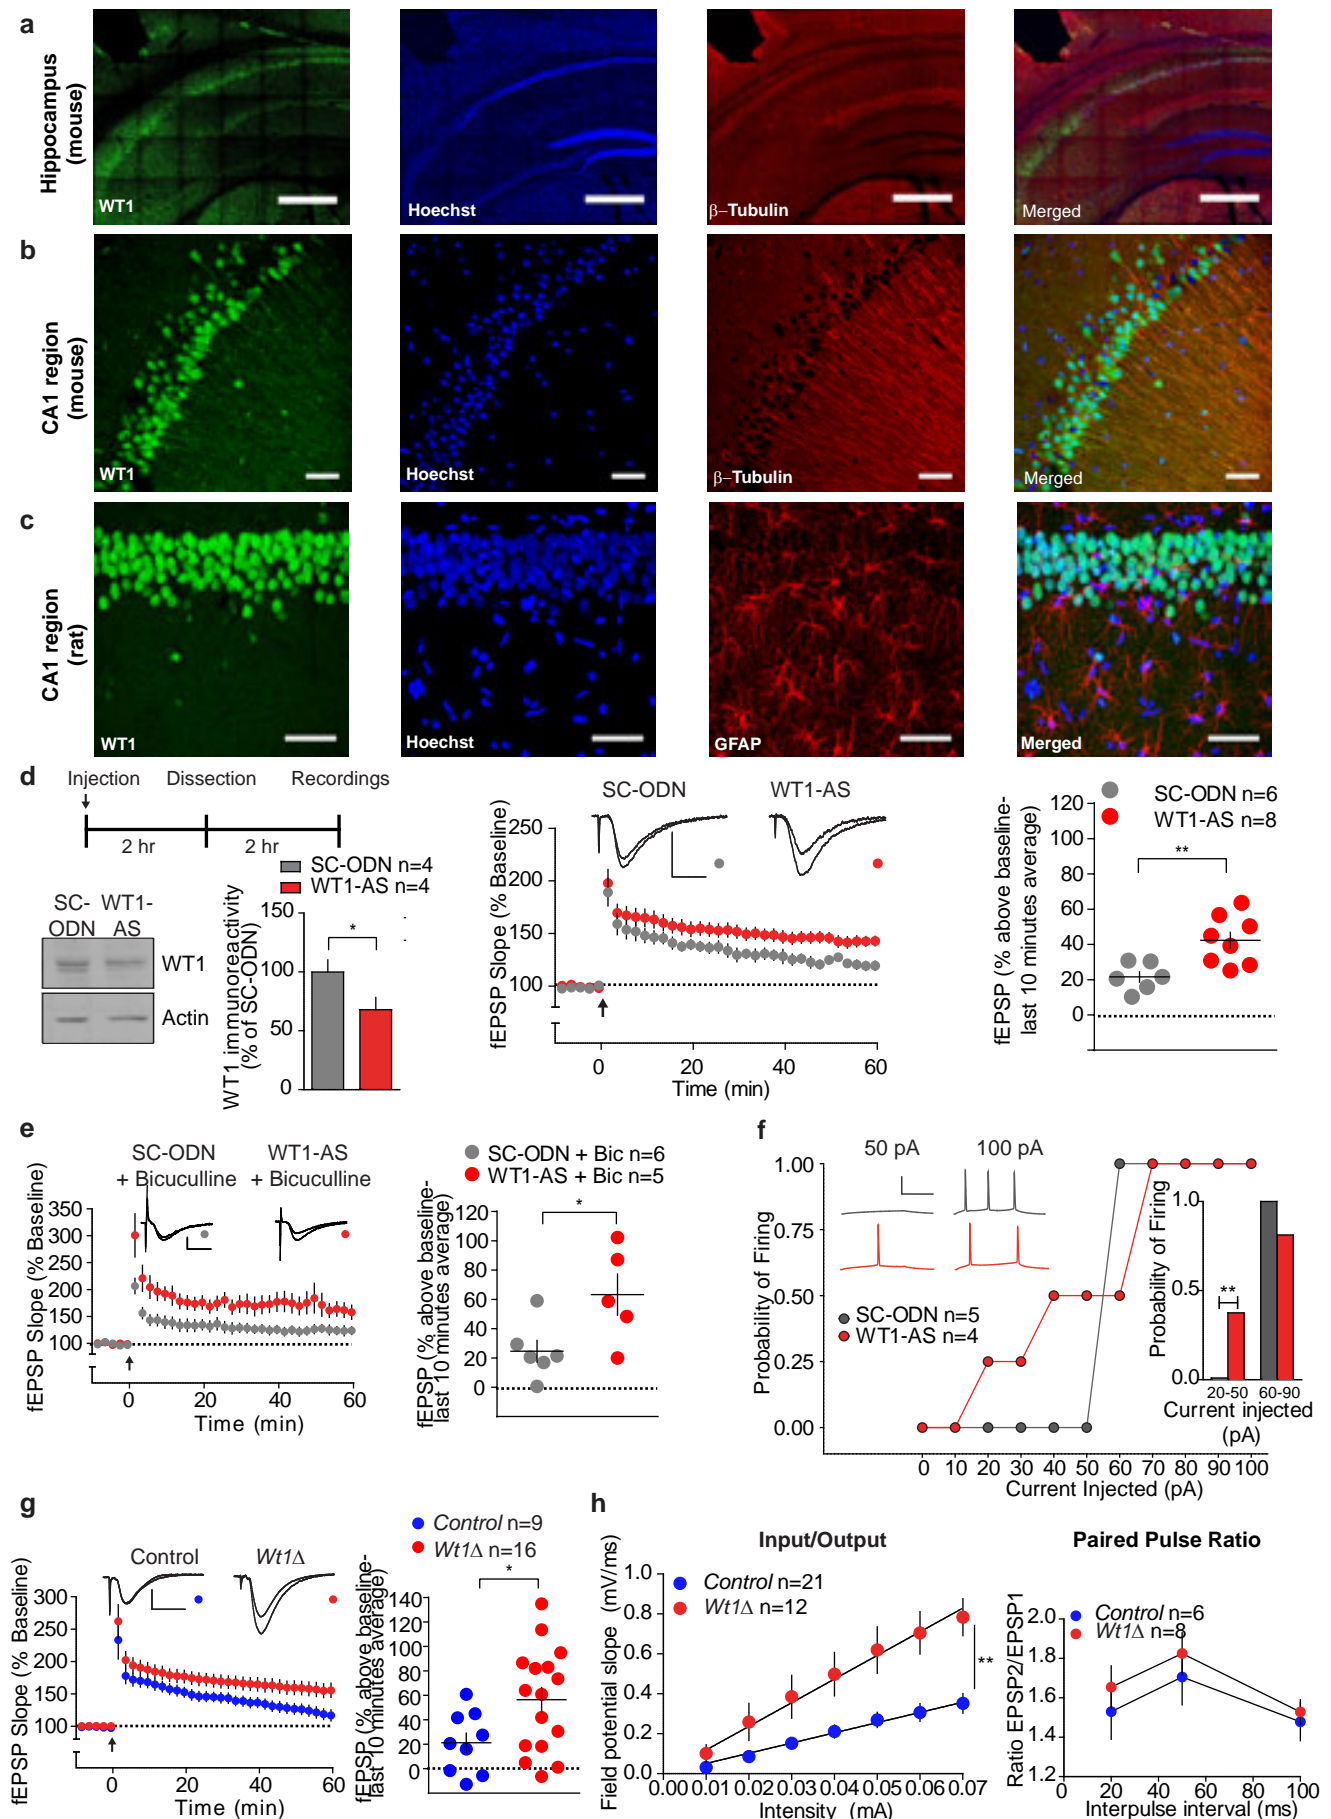 a
Hippocampus
(mouse)
WT1
Hoechst
β–Tubulin
Merged
b
CA1 region
(mouse)
WT1
Hoechst
β–Tubulin
Merged
c
CA1 region
(rat)
WT1
Hoechst
GFAP
Merged
d
Injection Dissection Recordings
2 hr 2 hr
SC-ODN n=4
WT1-AS n=4
SC-
ODN
WT1-
AS
WT1
Actin
WT1 immunoreactivity
(% of SC-ODN)
150
100
50
0
*
SC-ODN WT1-AS
fEPSP Slope (% Baseline)
250
200
150
100
0 20 40 60
Time (min)
SC-ODN n=6
WT1-AS n=8
fEPSP (% above baseline-
last 10 minutes average)
120
100
80
60
40
20
0
**
e
SC-ODN
+ Bicuculline
WT1-AS
+ Bicuculline
fEPSP Slope (% Baseline)
350
300
250
200
150
100
0 20 40 60
Time (min)
SC-ODN + Bic n=6
WT1-AS + Bic n=5
fEPSP (% above baseline-
last 10 minutes average)
120
100
80
60
40
20
0
*
f
50 pA 100 pA
Probability of Firing
1.00
0.75
0.50
0.25
0.00
SC-ODN n=5
WT1-AS n=4
0 10 20 30 40 50 60 70 80 90 100
Current Injected (pA)
Probability of Firing
1.0
0.5
0.0
**
20-50 60-90
Current injected
(pA)
g
Control Wt1Δ
fEPSP Slope (% Baseline)
300
250
200
150
100
0 20 40 60
Time (min)
Control n=9
Wt1Δ n=16
fEPSP (% above baseline-
last 10 minutes average)
140
120
100
80
60
40
20
0
*
h
Input/Output
Control n=21
Wt1Δ n=12
Field potential slope (mV/ms)
1.0
0.8
0.6
0.4
0.2
0.0
**
0.00 0.01 0.02 0.03 0.04 0.05 0.06 0.07
Intensity (mA)
Paired Pulse Ratio
Control n=6
Wt1Δ n=8
Ratio EPSP2/EPSP1
2.0
1.8
1.6
1.4
1.2
0 20 40 60 80 100
Interpulse interval (ms)